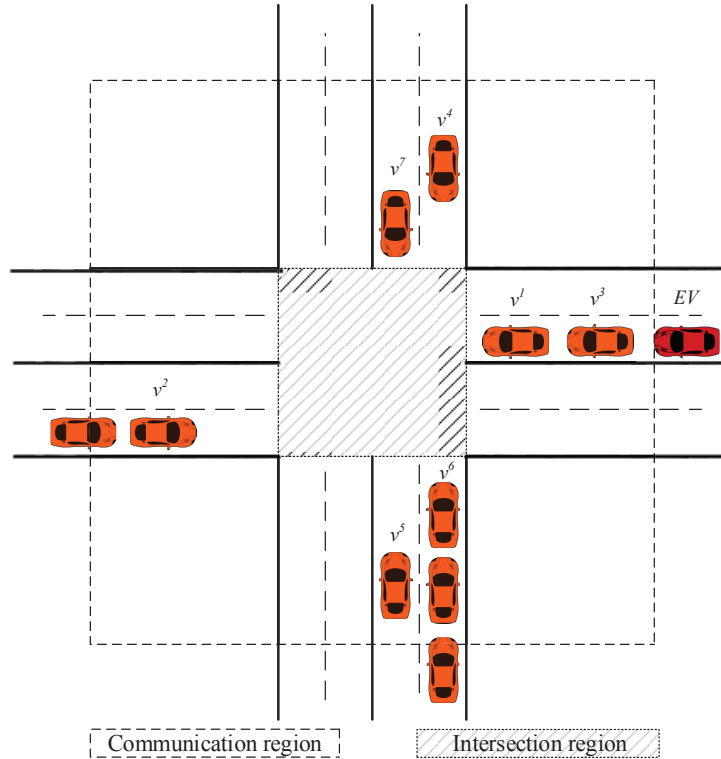 v⁴
v⁷
v¹ v³ EV
v²
v⁶
v⁵
Communication region
Intersection region